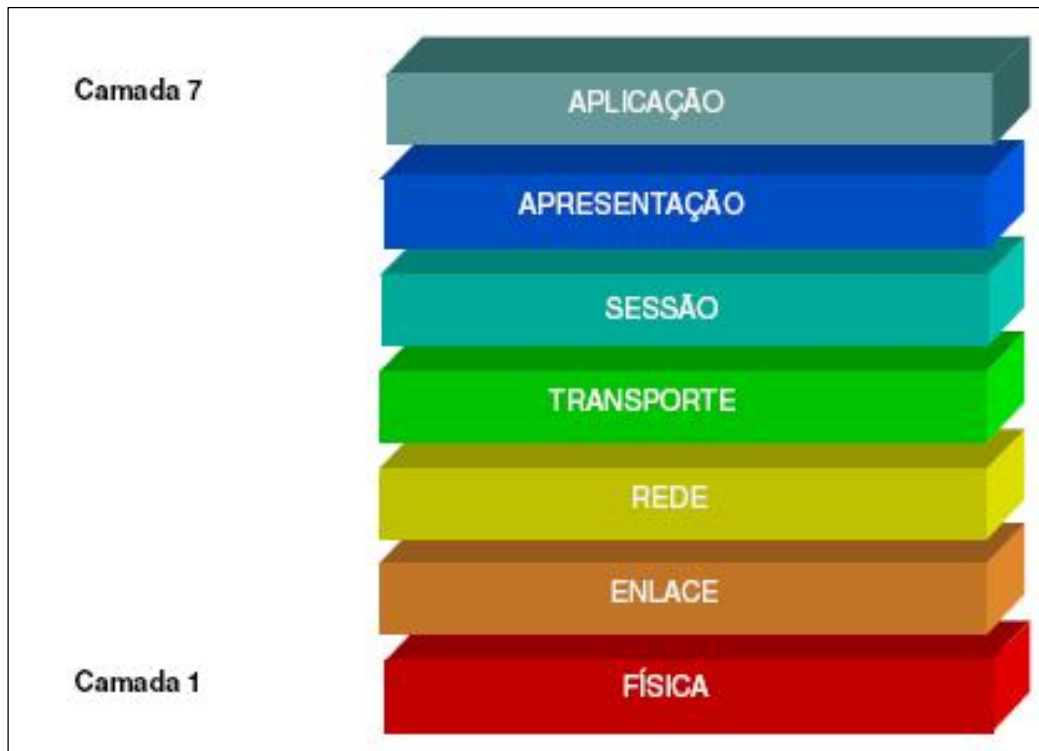 Camada 7
APLICAÇÃO
APRESENTAÇÃO
SESSÃO
TRANSPORTE
REDE
ENLACE
Camada 1
FÍSICA